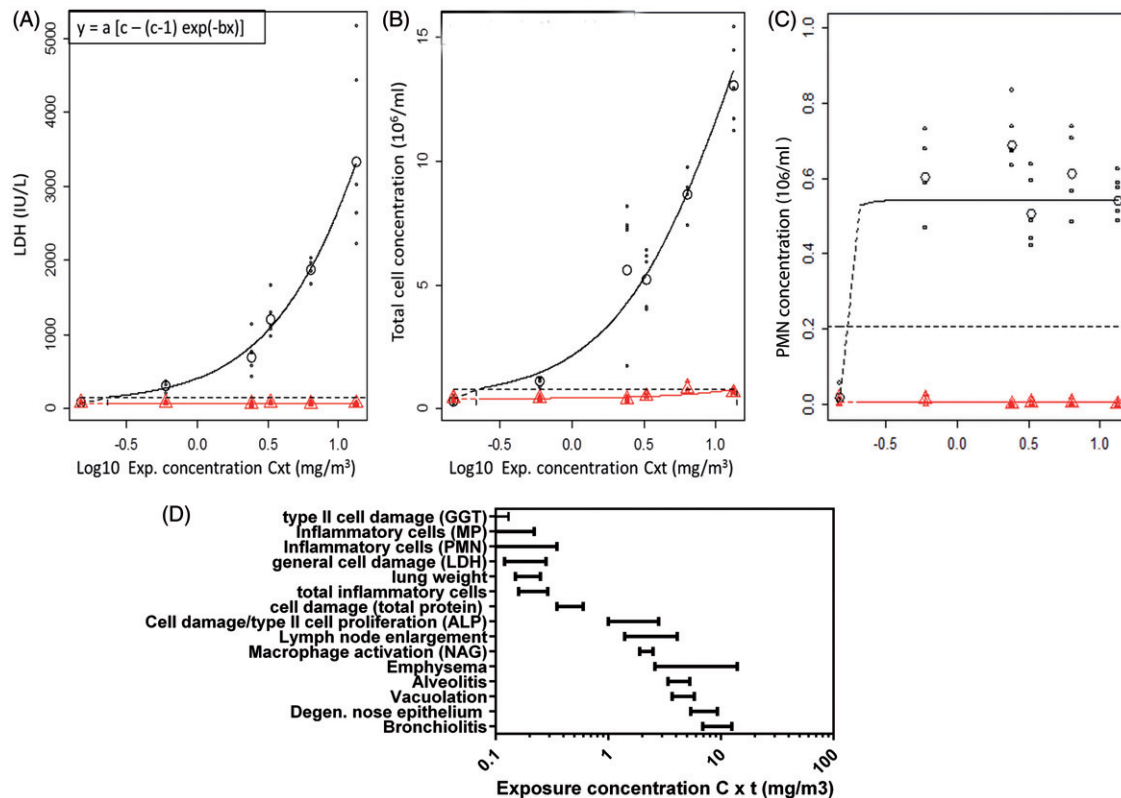 (A)
y = a [c – (c-1) exp(-bx)]
LDH (IU/L)
5000
4000
3000
2000
1000
0
-0.5
0.0
0.5
1.0
Log10 Exp. concentration Cxt (mg/m³)
(B)
Total cell concentration (10⁶/ml)
15
10
5
0
-0.5
0.0
0.5
1.0
Log10 Exp. concentration Cxt (mg/m³)
(C)
PMN concentration (106/ml)
1.0
0.8
0.6
0.4
0.2
0.0
-0.5
0.0
0.5
1.0
(D)
type II cell damage (GGT)
Inflammatory cells (MP)
Inflammatory cells (PMN)
general cell damage (LDH)
lung weight
total inflammatory cells
cell damage (total protein)
Cell damage/type II cell proliferation (ALP)
Lymph node enlargement
Macrophage activation (NAG)
Emphysema
Alveolitis
Vacuolation
Degen. nose epithelium
Bronchiolitis
0.1
1
10
100
Exposure concentration C x t (mg/m3)